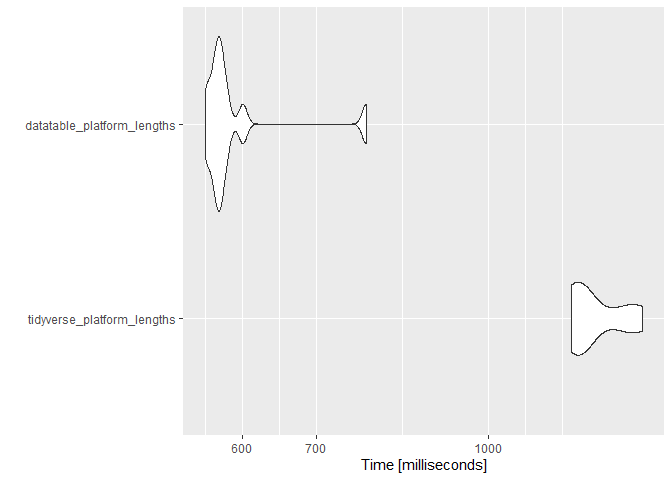 datatable_platform_lengths
tidyverse_platform_lengths
600 700 1000
Time [milliseconds]